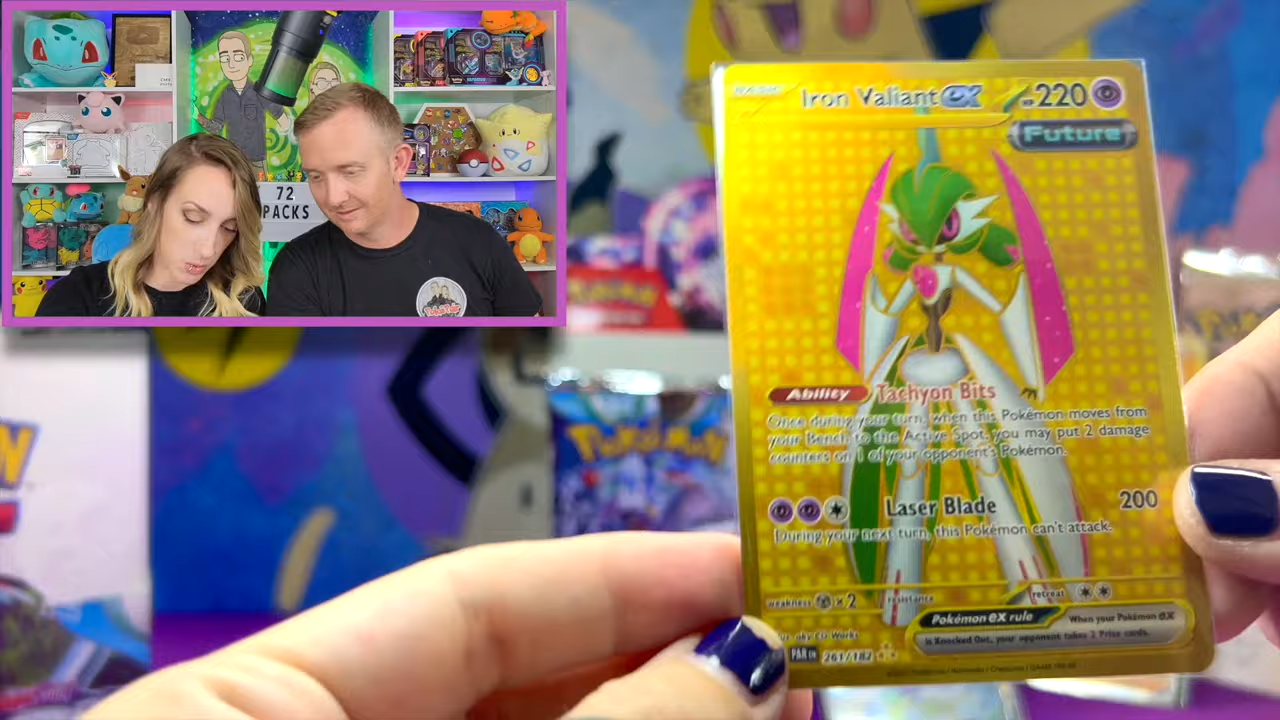 72
PACKS
BASIC
Iron Valiant ex
HP 220
Future
Ability Tachyon Bits
Once during your turn, when this Pokémon moves from
your Bench to the Active Spot, you may put 2 damage
counters on 1 of your opponent's Pokémon.
Laser Blade 200
During your next turn, this Pokémon can't attack.
weakness ×2 resistance retreat
Pokémon ex rule When your Pokémon ex
is Knocked Out, your opponent takes 2 Prize cards.
PAR EN 261/182
POKÉMON